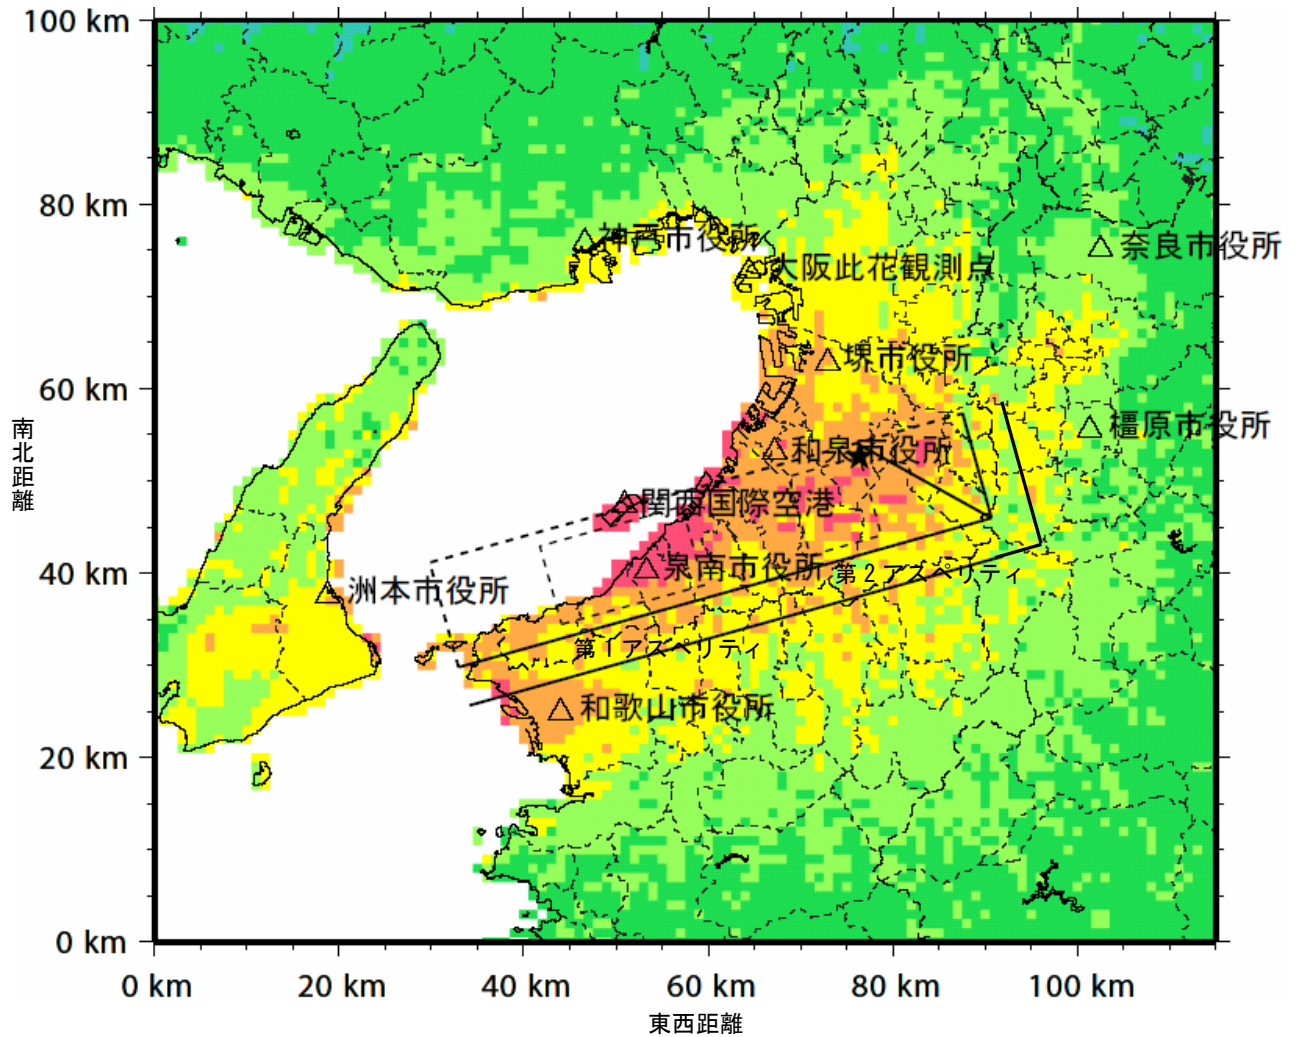 100 km
80 km
60 km
40 km
20 km
0 km
南北距離
神戸市役所
奈良市役所
大阪此花観測点
堺市役所
橿原市役所
和泉市役所
関西国際空港
泉南市役所
第２アスペリティ
洲本市役所
第１アスペリティ
和歌山市役所
0 km 20 km 40 km 60 km 80 km 100 km
東西距離